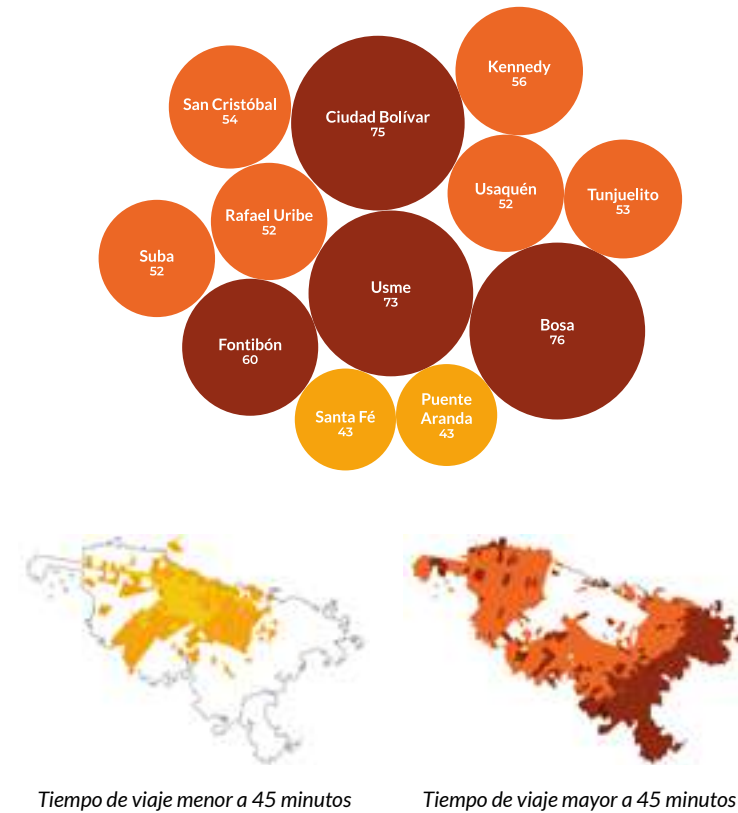 Kennedy
56
San Cristóbal
54
Ciudad Bolívar
75
Usaquén
52
Tunjuelito
53
Rafael Uribe
52
Suba
52
Usme
73
Bosa
76
Fontibón
60
Santa Fé
43
Puente
Aranda
43
Tiempo de viaje menor a 45 minutos
Tiempo de viaje mayor a 45 minutos